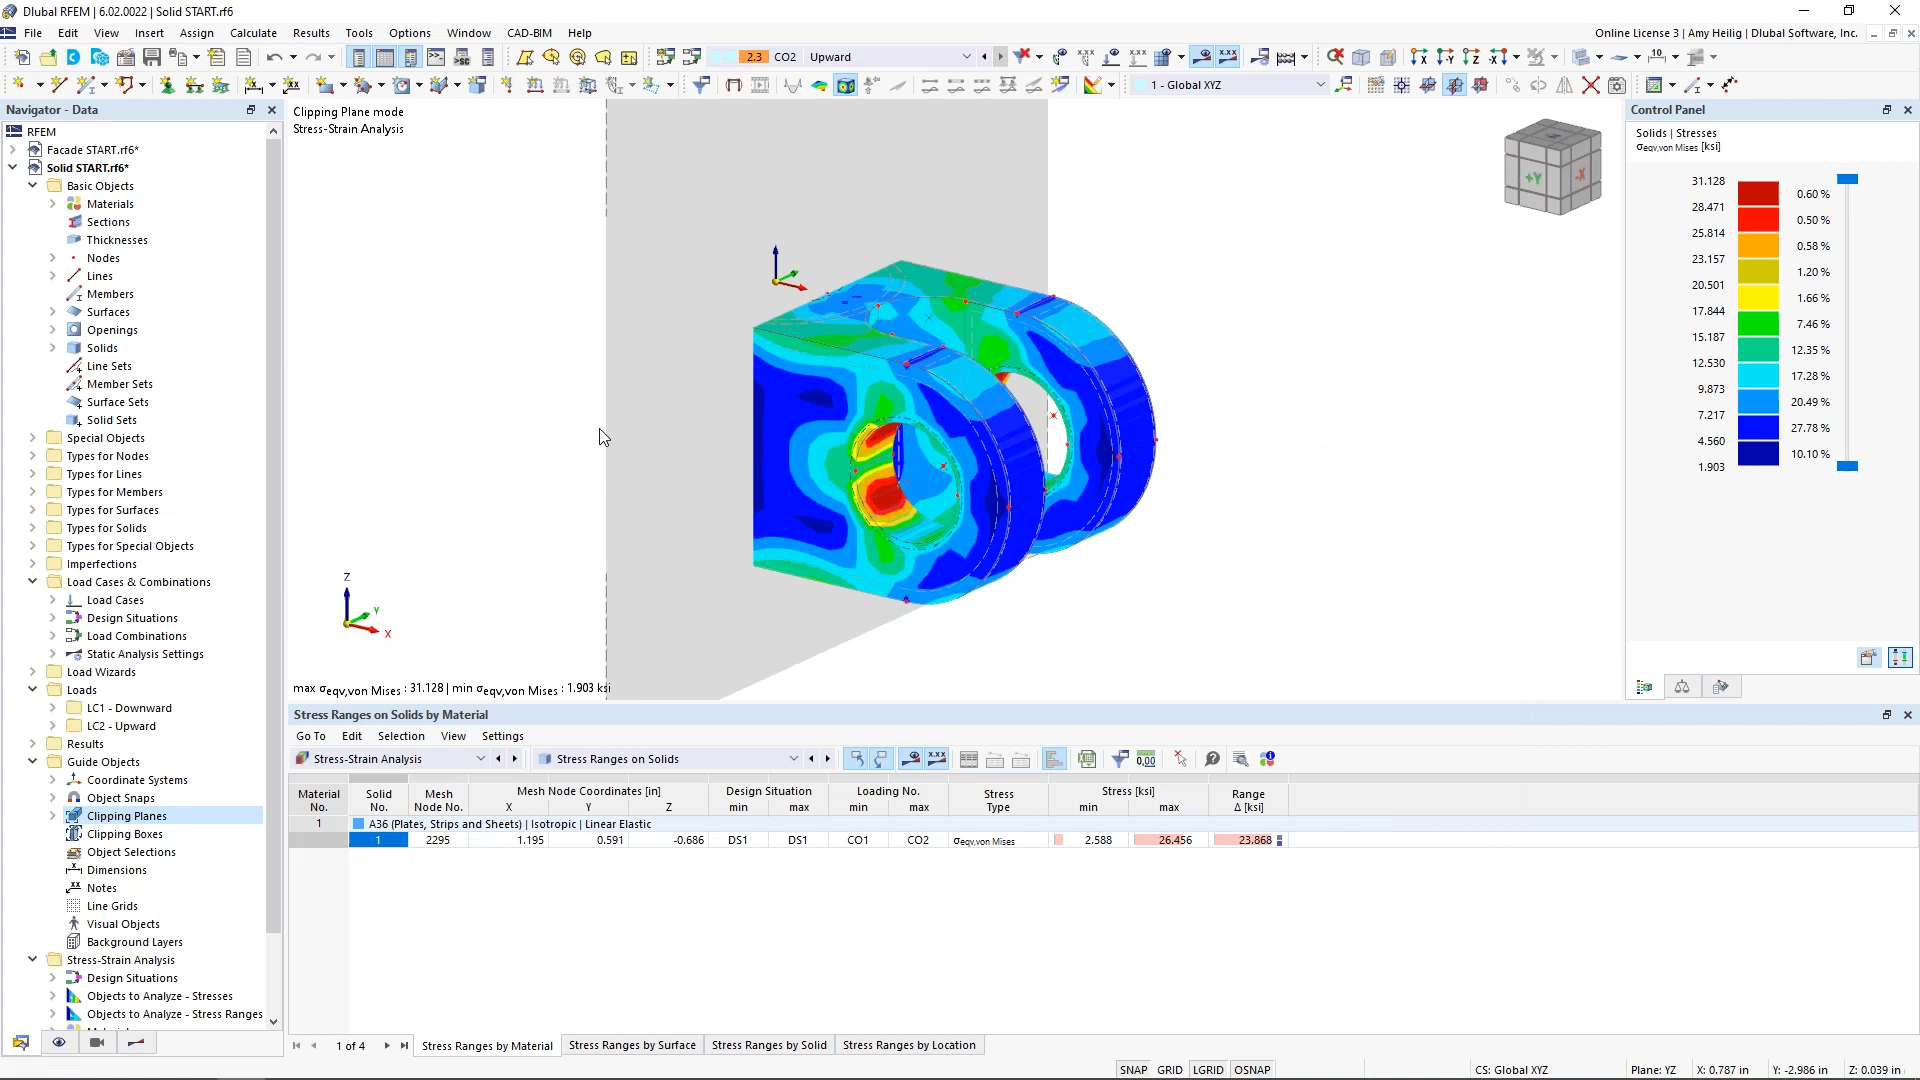 Dlubal RFEM | 6.02.0022 | Solid START.rf6
File Edit View Insert Assign Calculate Results Tools Options Window CAD-BIM Help
Online License 3 | Amy Heilig | Dlubal Software, Inc.
2.3 CO2 Upward
1 - Global XYZ
Navigator - Data
RFEM
Facade START.rf6*
Solid START.rf6*
Basic Objects
Materials
Sections
Thicknesses
Nodes
Lines
Members
Surfaces
Openings
Solids
Line Sets
Member Sets
Surface Sets
Solid Sets
Special Objects
Types for Nodes
Types for Lines
Types for Members
Types for Surfaces
Types for Solids
Types for Special Objects
Imperfections
Load Cases & Combinations
Load Cases
Design Situations
Load Combinations
Static Analysis Settings
Load Wizards
Loads
LC1 - Downward
LC2 - Upward
Results
Guide Objects
Coordinate Systems
Object Snaps
Clipping Planes
Clipping Boxes
Object Selections
Dimensions
Notes
Line Grids
Visual Objects
Background Layers
Stress-Strain Analysis
Design Situations
Objects to Analyze - Stresses
Objects to Analyze - Stress Ranges
Clipping Plane mode
Stress-Strain Analysis
+Y -X
Z
Y
X
max σeqv,von Mises : 31.128 | min σeqv,von Mises : 1.903 ksi
Control Panel
Solids | Stresses
σeqv,von Mises [ksi]
31.128
0.60 %
28.471
0.50 %
25.814
0.58 %
23.157
1.20 %
20.501
1.66 %
17.844
7.46 %
15.187
12.35 %
12.530
17.28 %
9.873
20.49 %
7.217
27.78 %
4.560
10.10 %
1.903
Stress Ranges on Solids by Material
Go To Edit Selection View Settings
Stress-Strain Analysis Stress Ranges on Solids
Material Solid Mesh Mesh Node Coordinates [in] Design Situation Loading No. Stress Stress [ksi] Range
No. No. Node No. X Y Z min max min max Type min max Δ [ksi]
1 A36 (Plates, Strips and Sheets) | Isotropic | Linear Elastic
1 2295 1.195 0.591 -0.686 DS1 DS1 CO1 CO2 σeqv,von Mises 2.588 26.456 23.868
1 of 4 Stress Ranges by Material Stress Ranges by Surface Stress Ranges by Solid Stress Ranges by Location
SNAP GRID LGRID OSNAP CS: Global XYZ Plane: YZ X: 0.787 in Y: -2.986 in Z: 0.039 in